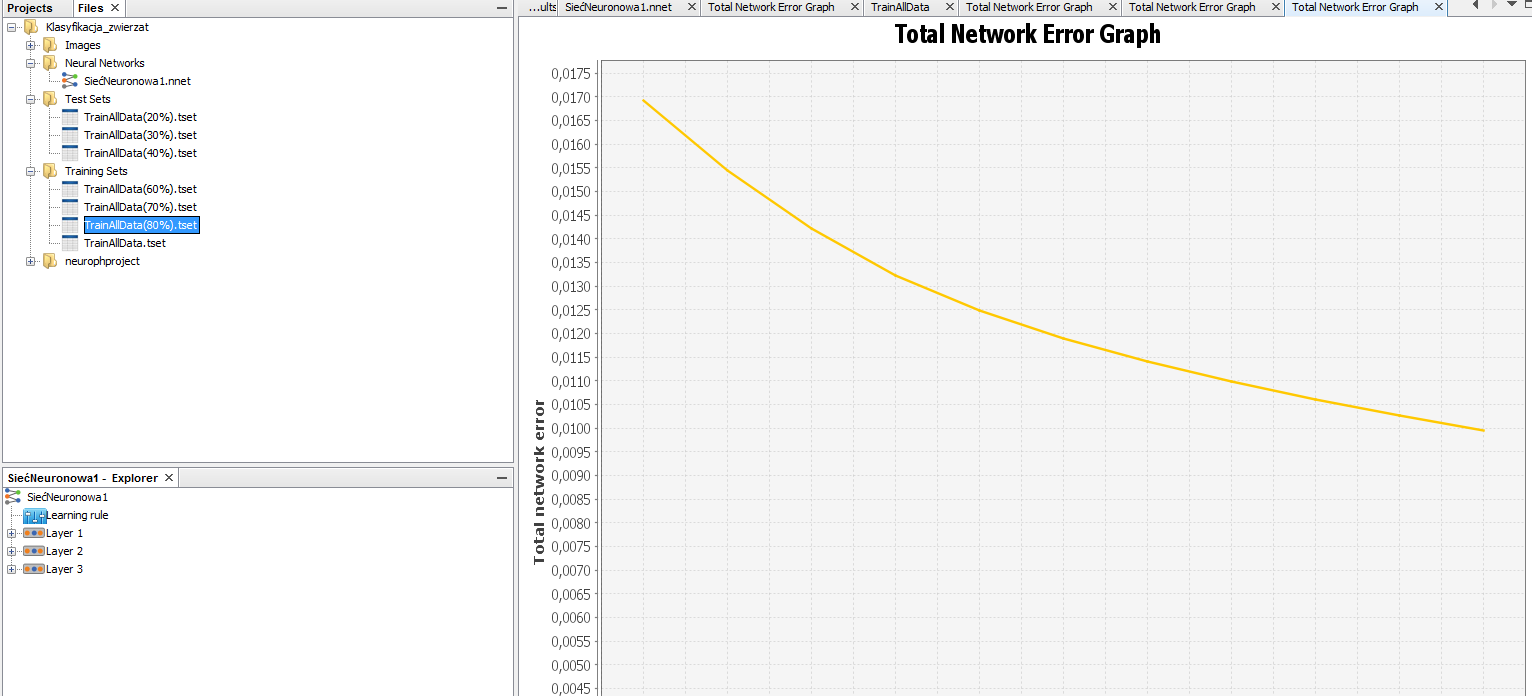 Projects Files
Klasyfikacja_zwierzat
Images
Neural Networks
SiećNeuronowa1.nnet
Test Sets
TrainAllData(20%).tset
TrainAllData(30%).tset
TrainAllData(40%).tset
Training Sets
TrainAllData(60%).tset
TrainAllData(70%).tset
TrainAllData(80%).tset
TrainAllData.tset
neurophproject
SiećNeuronowa1 - Explorer
SiećNeuronowa1
Learning rule
Layer 1
Layer 2
Layer 3
...ults SiećNeuronowa1.nnet Total Network Error Graph TrainAllData Total Network Error Graph Total Network Error Graph Total Network Error Graph
Total Network Error Graph
Total network error
0,0175
0,0170
0,0165
0,0160
0,0155
0,0150
0,0145
0,0140
0,0135
0,0130
0,0125
0,0120
0,0115
0,0110
0,0105
0,0100
0,0095
0,0090
0,0085
0,0080
0,0075
0,0070
0,0065
0,0060
0,0055
0,0050
0,0045